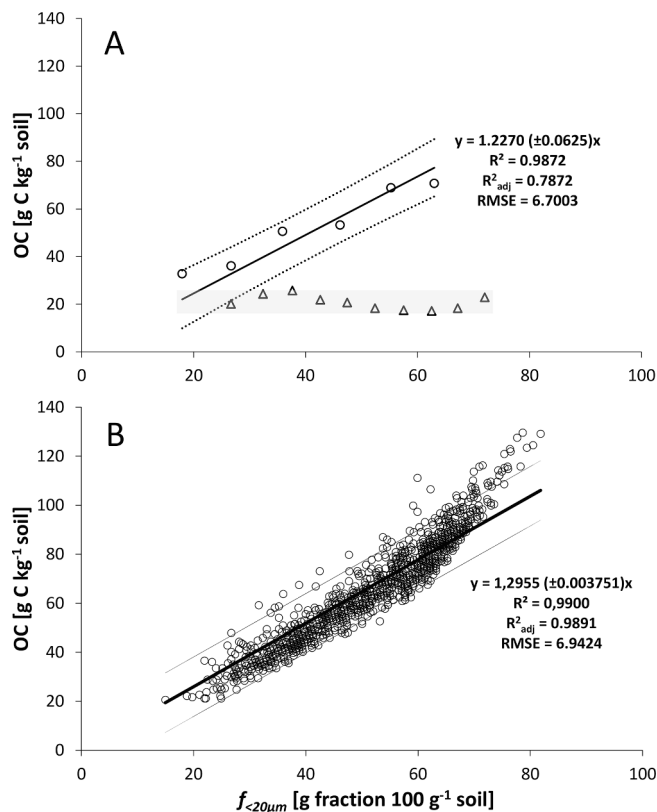 A
140
120
100
80
60
40
20
0
OC [g C kg⁻¹ soil]
y = 1.2270 (±0.0625)x
R² = 0.9872
R²adj = 0.7872
RMSE = 6.7003
0 20 40 60 80 100
B
140
120
100
80
60
40
20
0
OC [g C kg⁻¹ soil]
y = 1,2955 (±0.003751)x
R² = 0,9900
R²adj = 0.9891
RMSE = 6.9424
0 20 40 60 80 100
f<20µm [g fraction 100 g⁻¹ soil]